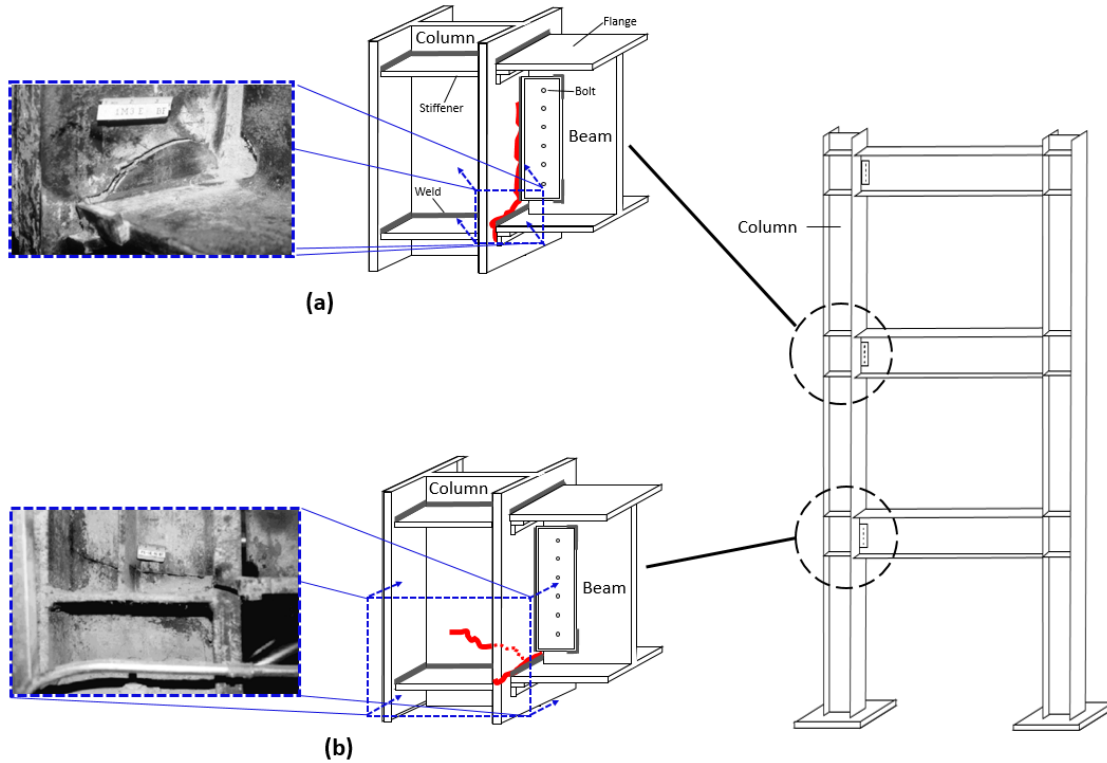 Column
Flange
Stiffener
Bolt
Beam
Weld
(a)
Column
Column
Beam
(b)